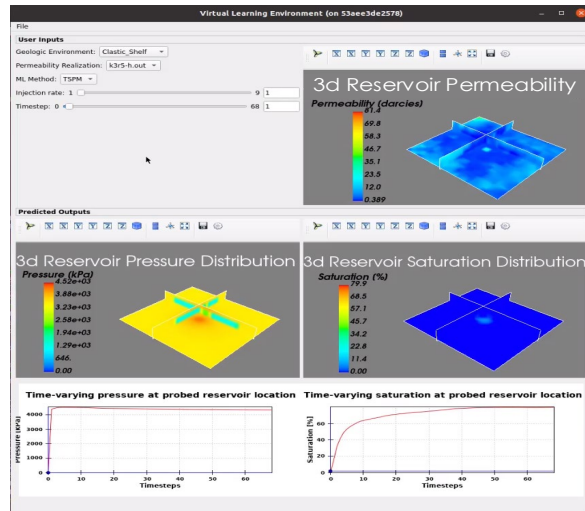 Virtual Learning Environment (on 53aee3de2578)
File
User Inputs
Geologic Environment: Clastic_Shelf
Permeability Realization: k3r5-h.out
ML Method: TSPM
Injection rate: 1 9 1
Timestep: 0 68 1
X X Y Y Z Z
3d Reservoir Permeability
Permeability (darcies)
81.4
69.8
58.3
46.7
35.1
23.5
12.0
0.389
Predicted Outputs
X X Y Y Z Z
3d Reservoir Pressure Distribution
Pressure (kPa)
4.52e+03
3.88e+03
3.23e+03
2.58e+03
1.94e+03
1.29e+03
646.
0.00
X X Y Y Z Z
3d Reservoir Saturation Distribution
Saturation (%)
79.9
68.5
57.1
45.7
34.2
22.8
11.4
0.00
Time-varying pressure at probed reservoir location
Pressure (kPa)
4000
3000
2000
1000
0
0 10 20 30 40 50 60
Timesteps
Time-varying saturation at probed reservoir location
Saturation [%]
60
40
20
0
0 10 20 30 40 50 60
Timesteps